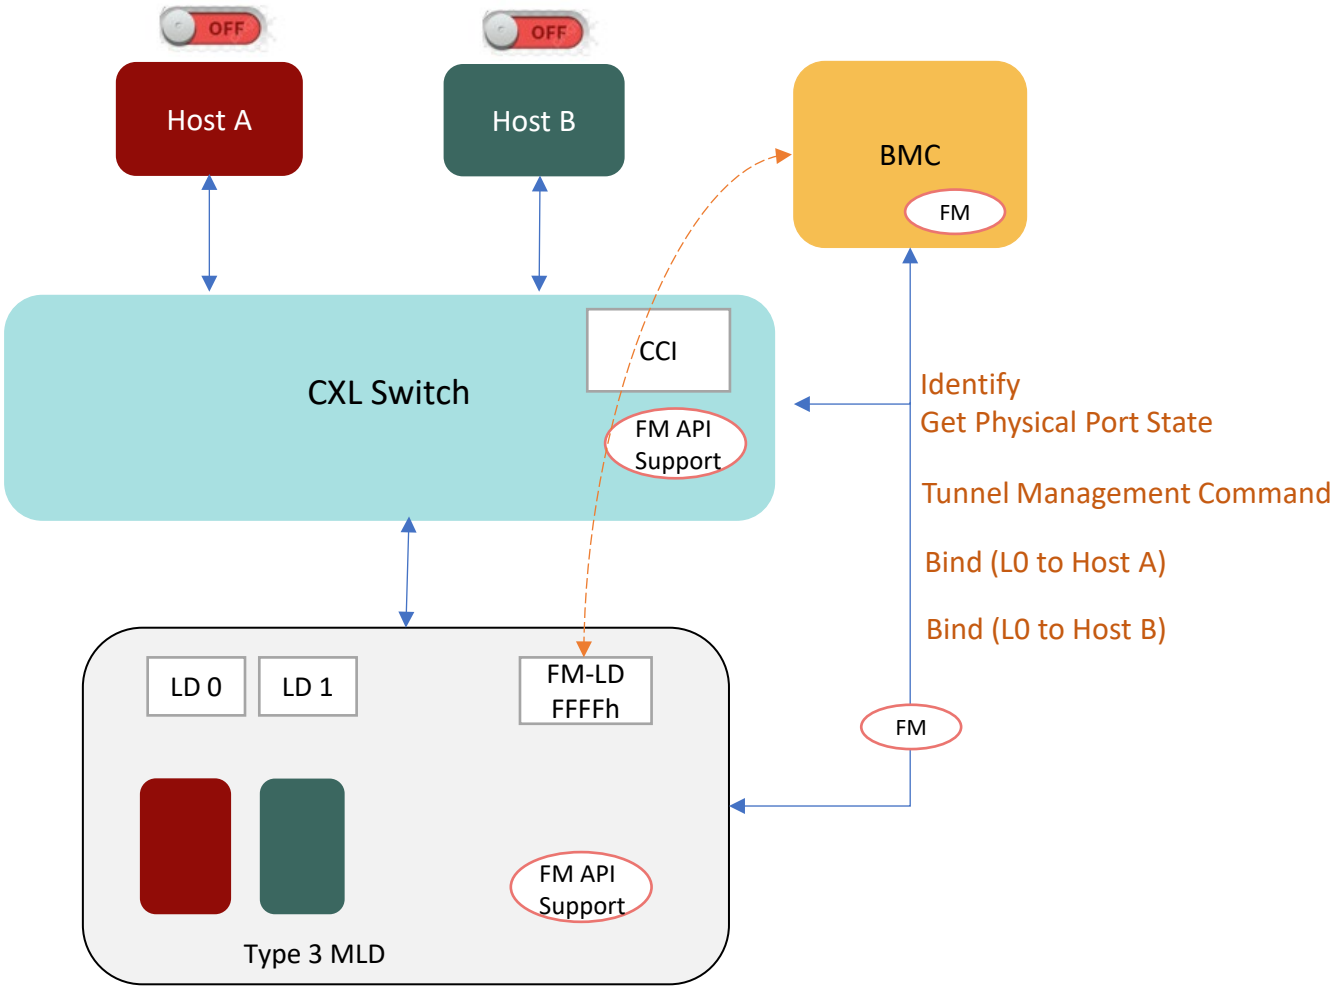 OFF
OFF
Host A
Host B
BMC
FM
CCI
CXL Switch
FM API
Support
Identify
Get Physical Port State
Tunnel Management Command
Bind (L0 to Host A)
Bind (L0 to Host B)
LD 0
LD 1
FM-LD
FFFFh
FM
FM API
Support
Type 3 MLD